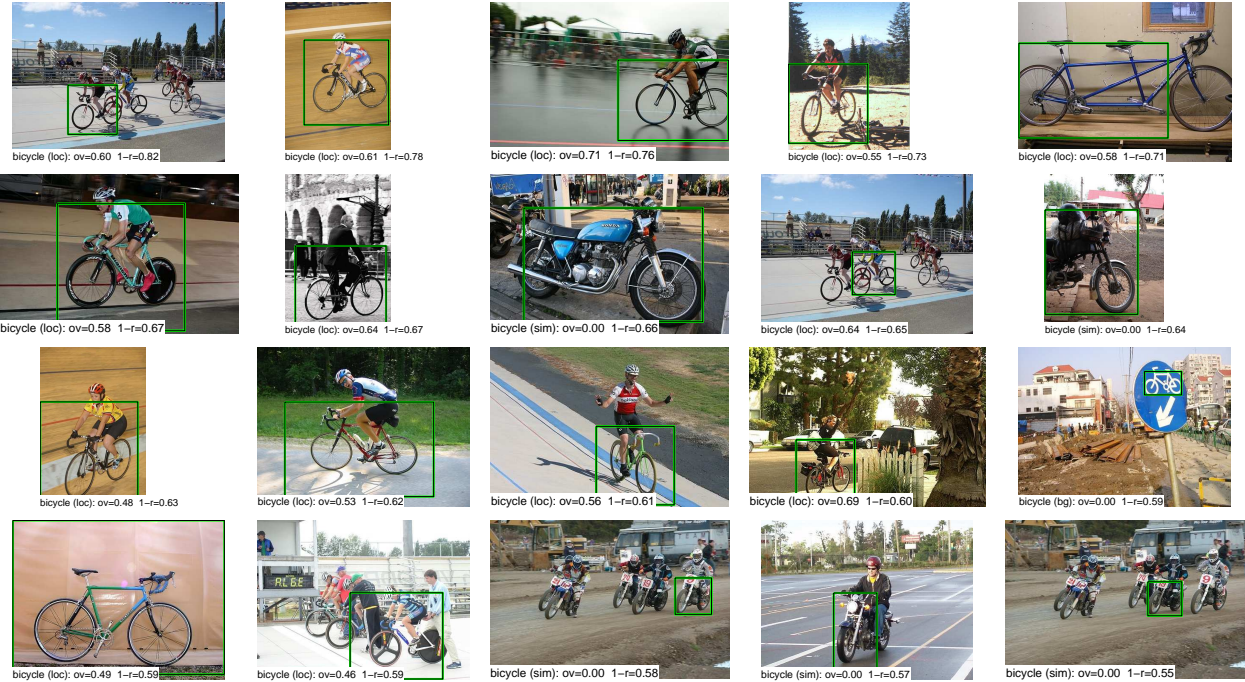 bicycle (loc): ov=0.60 1−r=0.82
bicycle (loc): ov=0.61 1−r=0.78
bicycle (loc): ov=0.71 1−r=0.76
bicycle (loc): ov=0.55 1−r=0.73
bicycle (loc): ov=0.58 1−r=0.71
bicycle (loc): ov=0.58 1−r=0.67
bicycle (loc): ov=0.64 1−r=0.67
bicycle (sim): ov=0.00 1−r=0.66
bicycle (loc): ov=0.64 1−r=0.65
bicycle (sim): ov=0.00 1−r=0.64
bicycle (loc): ov=0.48 1−r=0.63
bicycle (loc): ov=0.53 1−r=0.62
bicycle (loc): ov=0.56 1−r=0.61
bicycle (loc): ov=0.69 1−r=0.60
bicycle (bg): ov=0.00 1−r=0.59
bicycle (loc): ov=0.49 1−r=0.59
bicycle (loc): ov=0.46 1−r=0.59
bicycle (sim): ov=0.00 1−r=0.58
bicycle (sim): ov=0.00 1−r=0.57
bicycle (sim): ov=0.00 1−r=0.55